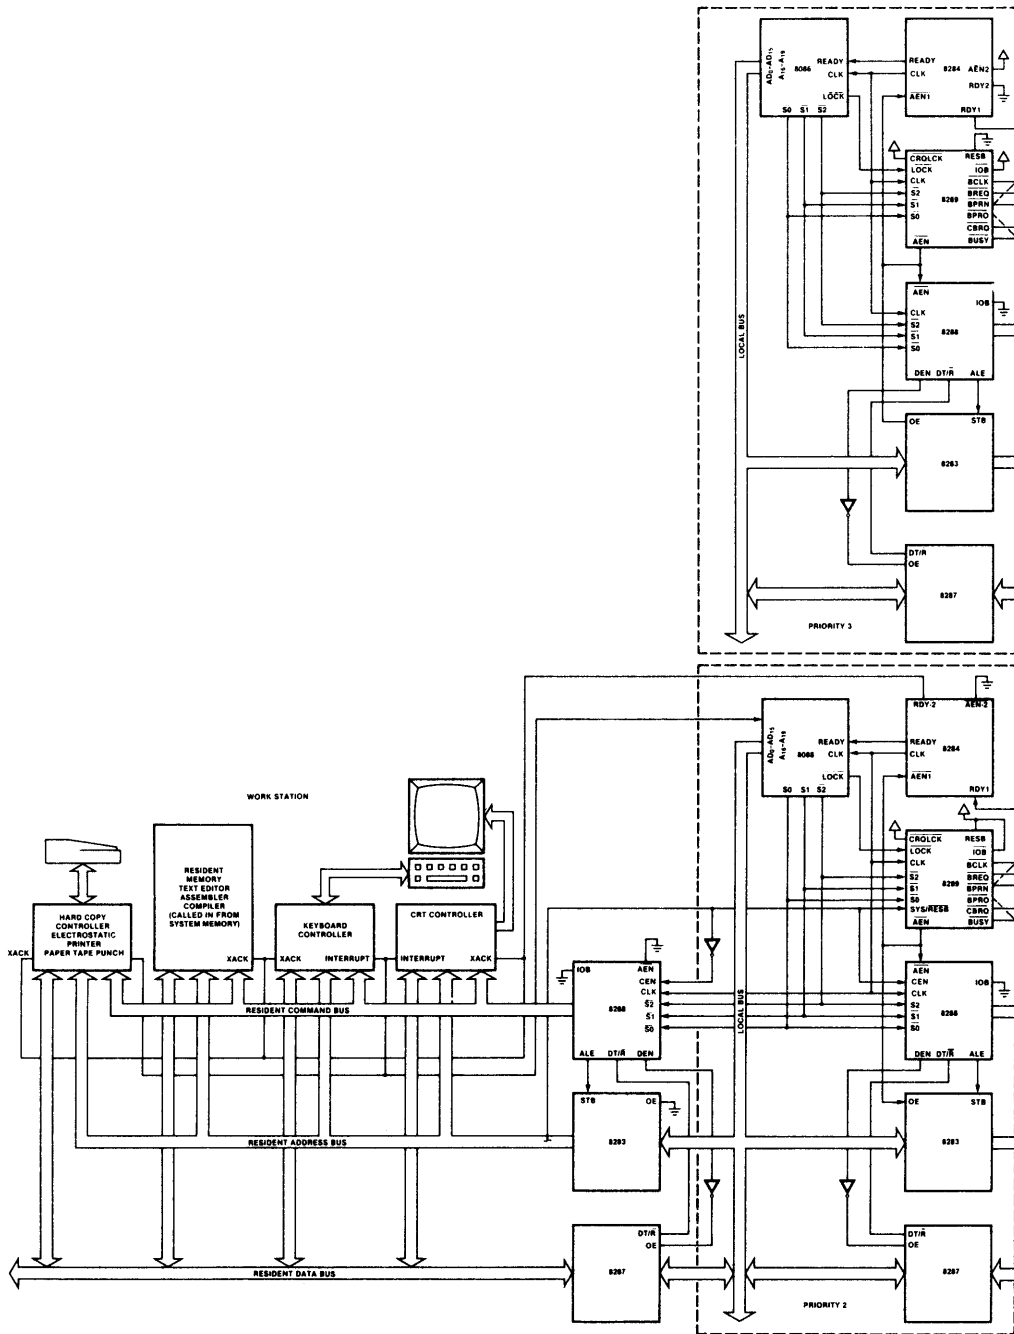 AD0-AD15
A16-A19
8086
READY
CLK
LOCK
S0 S1 S2
READY
CLK
AEN1
8284
AEN2
RDY2
RDY1
CRQLCK
LOCK
CLK
S2
S1
S0
AEN
8289
RESB
IOB
BCLK
BREQ
BPRN
BPRO
CBRQ
BUSY
AEN
CLK
S2
S1
S0
8288
IOB
DEN DT/R ALE
LOCAL BUS
OE
STB
8283
DT/R
OE
8287
PRIORITY 3
AD0-AD15
A16-A19
8088
READY
CLK
LOCK
S0 S1 S2
RDY-2
AEN-2
READY
CLK
AEN1
8284
RDY1
CRQLCK
LOCK
CLK
S2
S1
S0
SYS/RESB
AEN
8289
RESB
IOB
BCLK
BREQ
BPRN
BPRO
CBRQ
BUSY
WORK STATION
HARD COPY
CONTROLLER
ELECTROSTATIC
PRINTER
PAPER TAPE PUNCH
XACK
RESIDENT
MEMORY
TEXT EDITOR
ASSEMBLER
COMPILER
(CALLED IN FROM
SYSTEM MEMORY)
XACK
KEYBOARD
CONTROLLER
XACK INTERRUPT
CRT CONTROLLER
INTERRUPT XACK
IOB
AEN
CEN
CLK
S2
S1
S0
8288
ALE DT/R DEN
LOCAL BUS
AEN
CEN
CLK
S2
S1
S0
8288
IOB
DEN DT/R ALE
RESIDENT COMMAND BUS
STB
OE
8283
OE
STB
8283
RESIDENT ADDRESS BUS
DT/R
OE
8287
DT/R
OE
8287
RESIDENT DATA BUS
PRIORITY 2